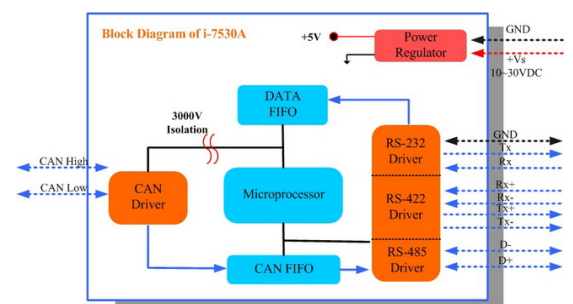 Block Diagram of i-7530A
+5V
Power
Regulator
GND
+Vs
10~30VDC
3000V
Isolation
DATA
FIFO
CAN High
CAN Low
CAN
Driver
Microprocessor
CAN FIFO
RS-232
Driver
RS-422
Driver
RS-485
Driver
GND
Tx
Rx
Rx+
Rx-
Tx+
Tx-
D-
D+